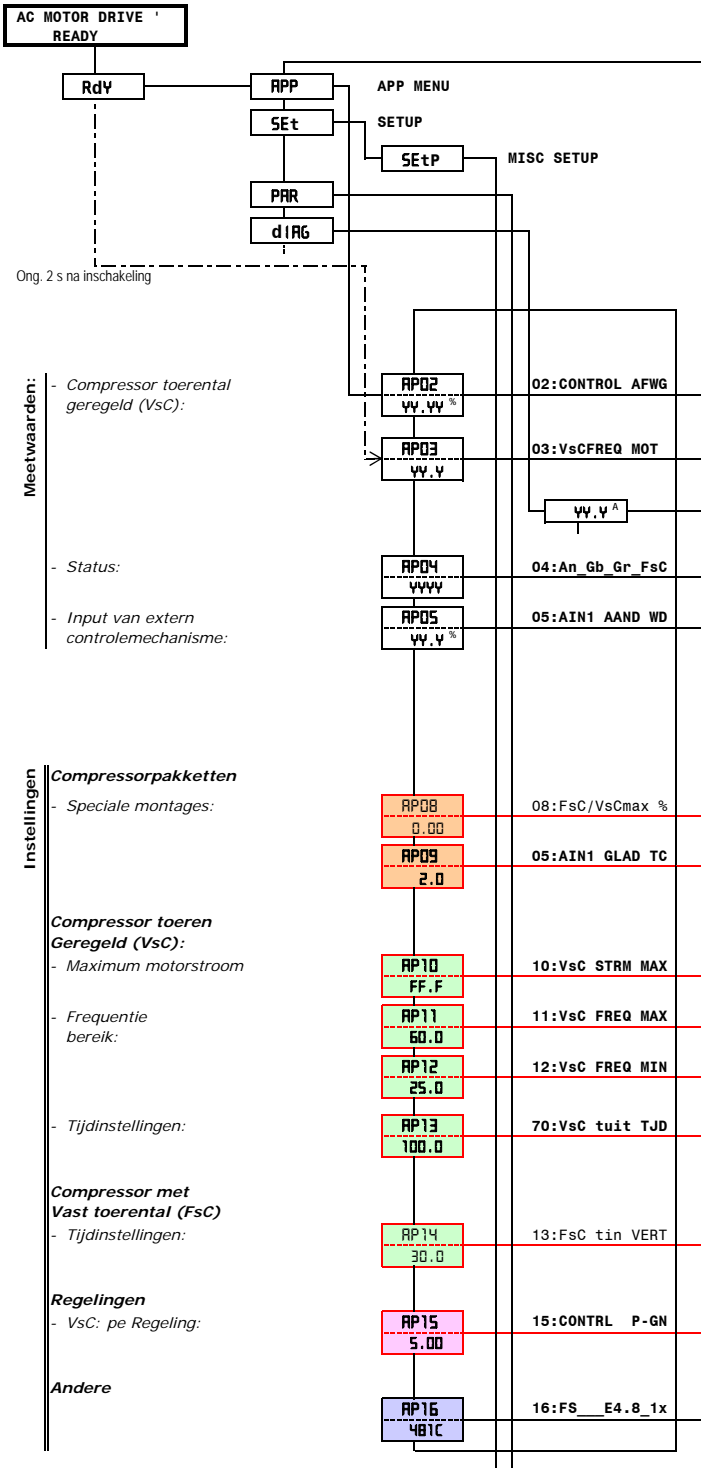 AC MOTOR DRIVE '
READY
RdY
APP
APP MENU
SEt
SETUP
SEtP
MISC SETUP
PAR
dIAG
Ong. 2 s na inschakeling
Meetwaarden:
- Compressor toerental
geregeld (VsC):
AP02
YY.YY %
02:CONTROL AFWG
AP03
YY.Y
03:VsCFREQ MOT
YY.Y A
- Status:
AP04
YYYY
04:An_Gb_Gr_FsC
- Input van extern
controlemechanisme:
AP05
YY.Y %
05:AIN1 AAND WD
Instellingen
Compressorpakketten
- Speciale montages:
AP08
0.00
08:FsC/VsCmax %
AP09
2.0
05:AIN1 GLAD TC
Compressor toeren
Geregeld (VsC):
- Maximum motorstroom
AP10
FF.F
10:VsC STRM MAX
- Frequentie
bereik:
AP11
60.0
11:VsC FREQ MAX
AP12
25.0
12:VsC FREQ MIN
- Tijdinstellingen:
AP13
100.0
70:VsC tuit TJD
Compressor met
Vast toerental (FsC)
- Tijdinstellingen:
AP14
30.0
13:FsC tin VERT
Regelingen
- VsC: pe Regeling:
AP15
5.00
15:CONTRL P-GN
Andere
AP16
4B1C
16:FS___E4.8_1x